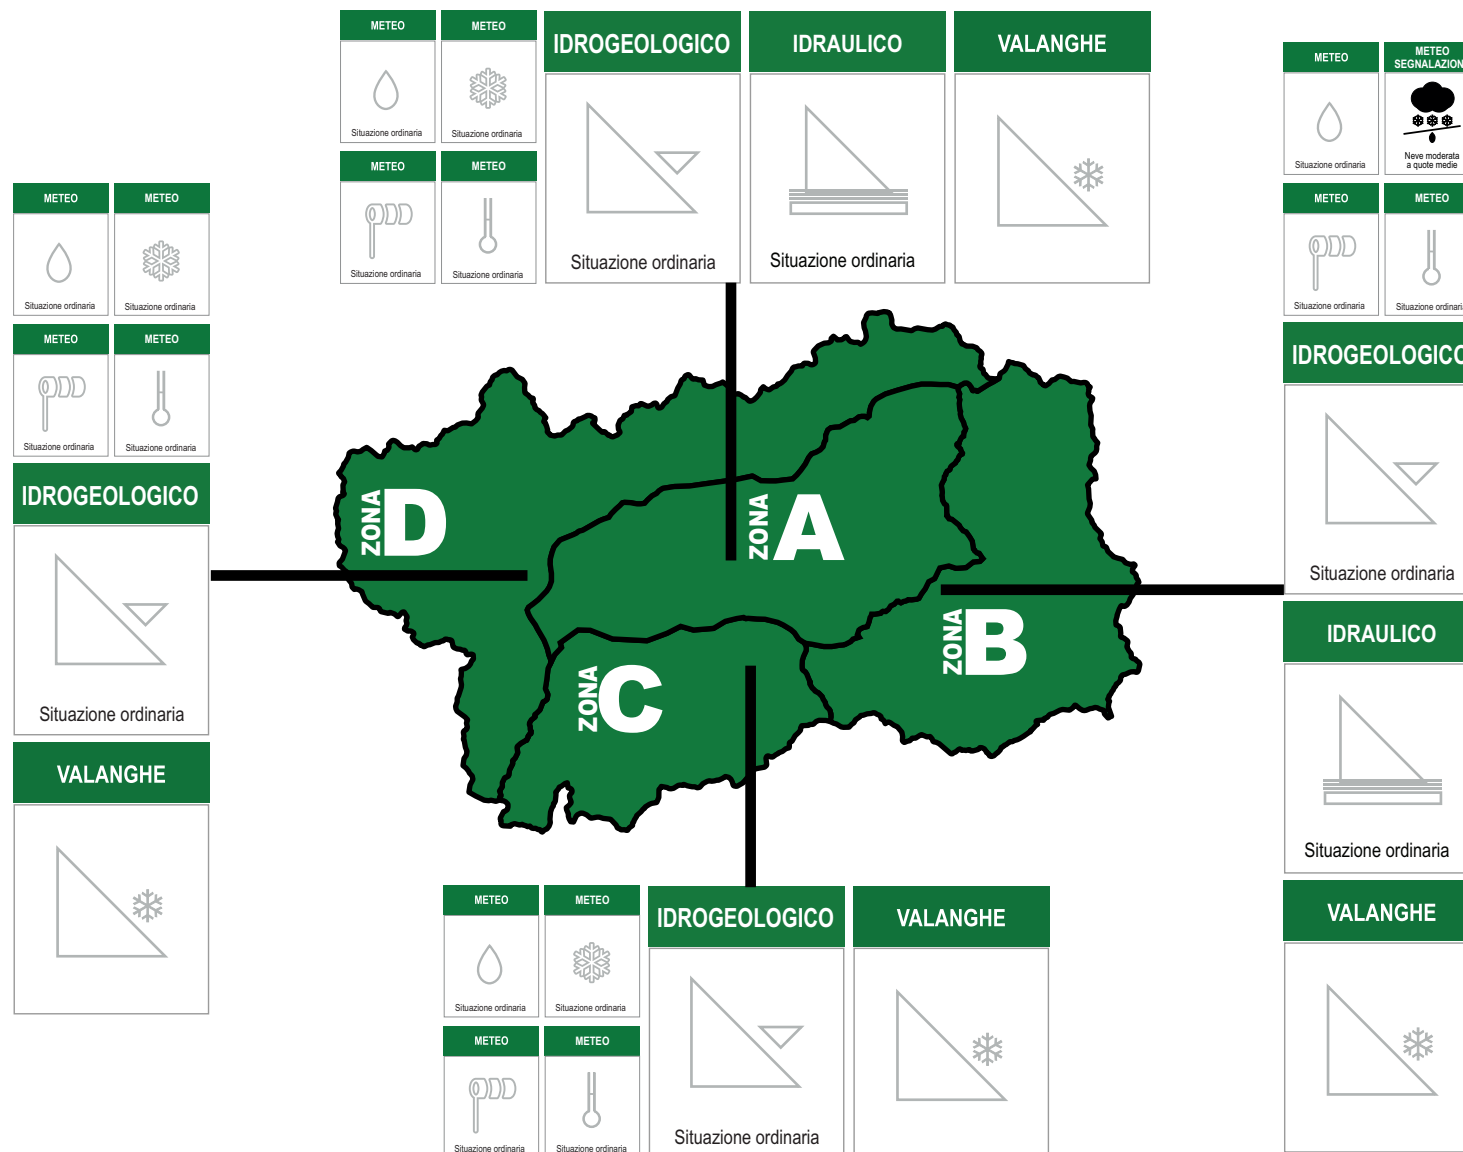 METEO
METEO
Situazione ordinaria
Situazione ordinaria
METEO
METEO
Situazione ordinaria
Situazione ordinaria
IDROGEOLOGICO
Situazione ordinaria
IDRAULICO
Situazione ordinaria
VALANGHE
METEO
METEO
SEGNALAZION
Situazione ordinaria
Neve moderata
a quote medie
METEO
METEO
Situazione ordinaria
Situazione ordinaria
IDROGEOLOGICO
Situazione ordinaria
IDRAULICO
Situazione ordinaria
VALANGHE
METEO
METEO
Situazione ordinaria
Situazione ordinaria
METEO
METEO
Situazione ordinaria
Situazione ordinaria
IDROGEOLOGICO
Situazione ordinaria
VALANGHE
ZONA D
ZONA A
ZONA B
ZONA C
METEO
METEO
Situazione ordinaria
Situazione ordinaria
METEO
METEO
Situazione ordinaria
Situazione ordinaria
IDROGEOLOGICO
Situazione ordinaria
VALANGHE